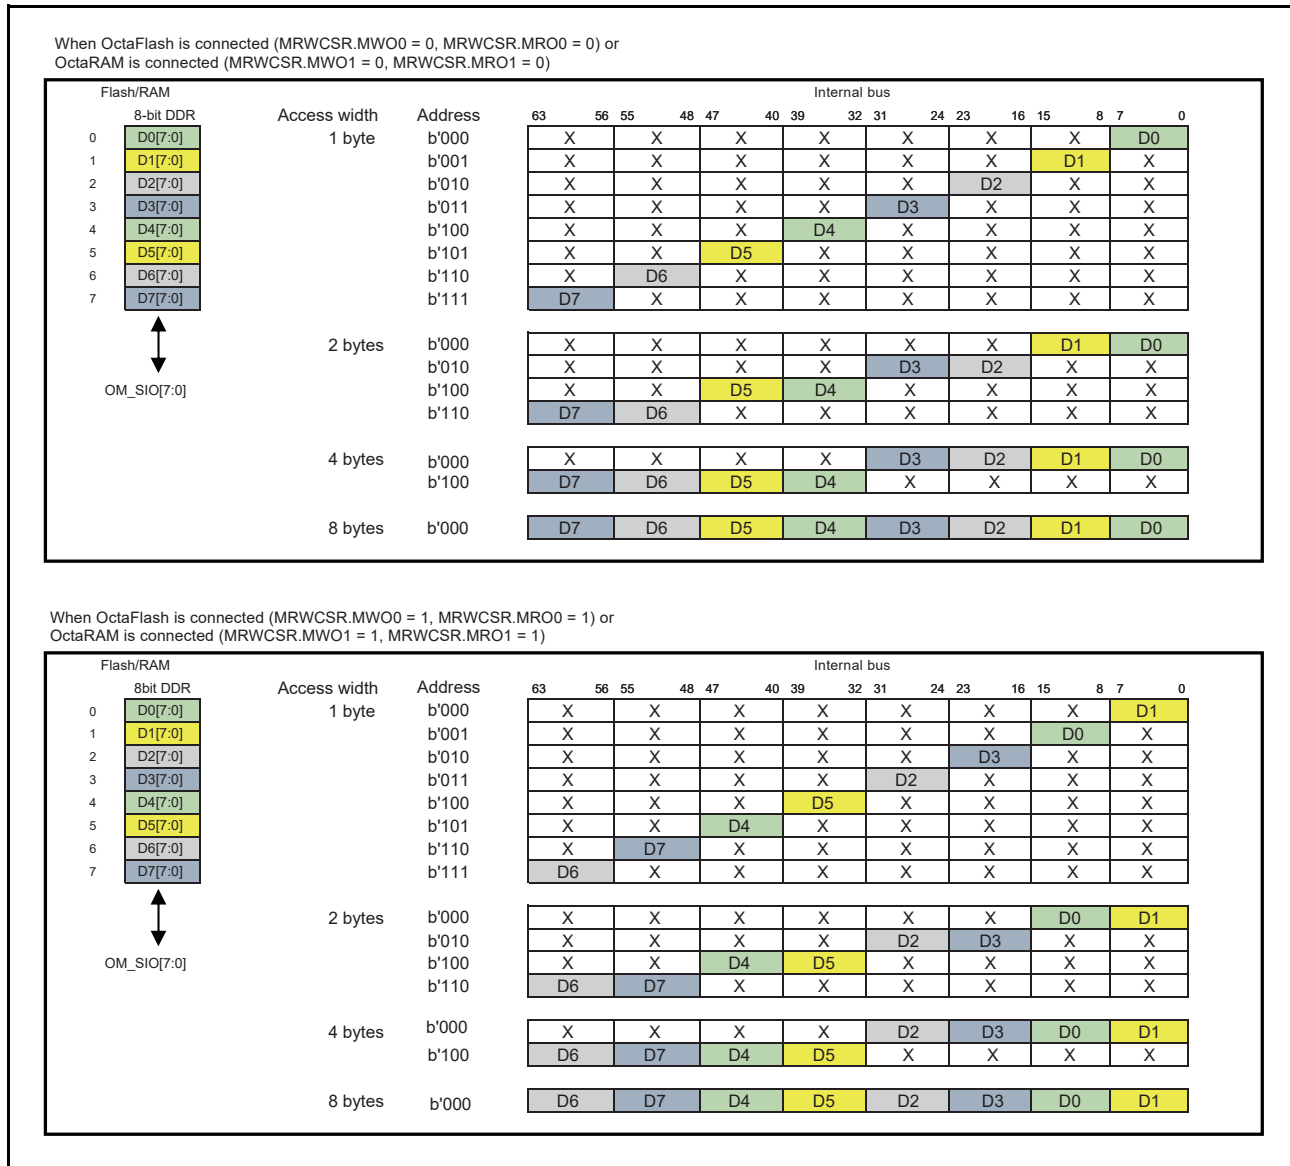 When OctaFlash is connected (MRWCSR.MWO0 = 0, MRWCSR.MRO0 = 0) or
OctaRAM is connected (MRWCSR.MWO1 = 0, MRWCSR.MRO1 = 0)
Flash/RAM Internal bus
8-bit DDR Access width Address 63 56 55 48 47 40 39 32 31 24 23 16 15 8 7 0
0 D0[7:0] 1 byte b'000 X X X X X X X D0
1 D1[7:0] b'001 X X X X X X D1 X
2 D2[7:0] b'010 X X X X X D2 X X
3 D3[7:0] b'011 X X X X D3 X X X
4 D4[7:0] b'100 X X X D4 X X X X
5 D5[7:0] b'101 X X D5 X X X X X
6 D6[7:0] b'110 X D6 X X X X X X
7 D7[7:0] b'111 D7 X X X X X X X
2 bytes b'000 X X X X X X D1 D0
b'010 X X X X D3 D2 X X
OM_SIO[7:0] b'100 X X D5 D4 X X X X
b'110 D7 D6 X X X X X X
4 bytes b'000 X X X X D3 D2 D1 D0
b'100 D7 D6 D5 D4 X X X X
8 bytes b'000 D7 D6 D5 D4 D3 D2 D1 D0
When OctaFlash is connected (MRWCSR.MWO0 = 1, MRWCSR.MRO0 = 1) or
OctaRAM is connected (MRWCSR.MWO1 = 1, MRWCSR.MRO1 = 1)
Flash/RAM Internal bus
8bit DDR Access width Address 63 56 55 48 47 40 39 32 31 24 23 16 15 8 7 0
0 D0[7:0] 1 byte b'000 X X X X X X X D1
1 D1[7:0] b'001 X X X X X X D0 X
2 D2[7:0] b'010 X X X X X D3 X X
3 D3[7:0] b'011 X X X X D2 X X X
4 D4[7:0] b'100 X X X D5 X X X X
5 D5[7:0] b'101 X X D4 X X X X X
6 D6[7:0] b'110 X D7 X X X X X X
7 D7[7:0] b'111 D6 X X X X X X X
2 bytes b'000 X X X X X X D0 D1
b'010 X X X X D2 D3 X X
OM_SIO[7:0] b'100 X X D4 D5 X X X X
b'110 D6 D7 X X X X X X
4 bytes b'000 X X X X D2 D3 D0 D1
b'100 D6 D7 D4 D5 X X X X
8 bytes b'000 D6 D7 D4 D5 D2 D3 D0 D1